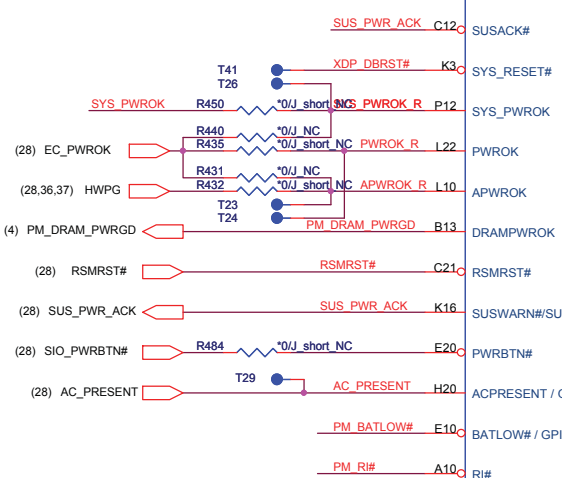 SUS_PWR_ACK C12 SUSACK#
T41 XDP_DBRST# K3 SYS_RESET#
T26
SYS_PWROK R450 *0/J_short_NC SYS_PWROK_R P12 SYS_PWROK
R440 *0/J_NC
(28) EC_PWROK R435 *0/J_short_NC PWROK_R L22 PWROK
R431 *0/J_NC
(28,36,37) HWPG R432 *0/J_short_NC APWROK_R L10 APWROK
T23
T24
(4) PM_DRAM_PWRGD PM_DRAM_PWRGD B13 DRAMPWROK
(28) RSMRST# RSMRST# C21 RSMRST#
(28) SUS_PWR_ACK SUS_PWR_ACK K16 SUSWARN#/SU
(28) SIO_PWRBTN# R484 *0/J_short_NC E20 PWRBTN#
T29
(28) AC_PRESENT AC_PRESENT H20 ACPRESENT /
PM_BATLOW# E10 BATLOW# / GPI
PM_RI# A10 RI#